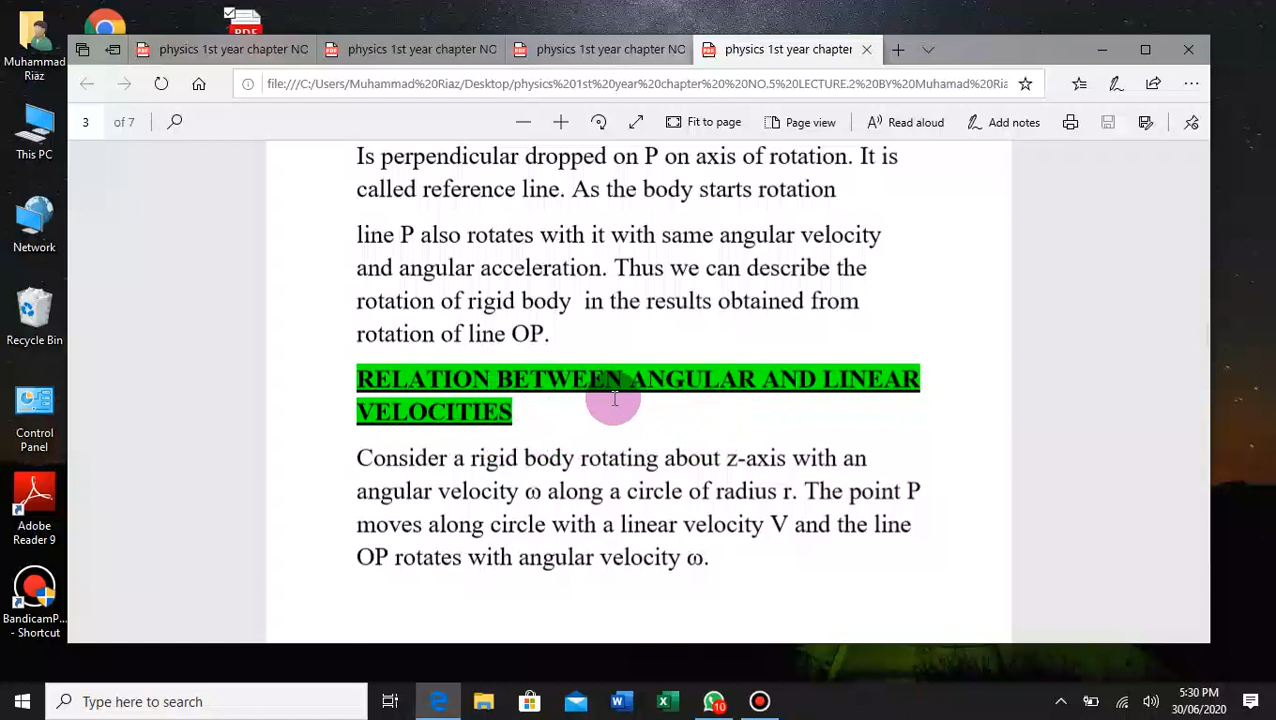 Muhammad
Riaz
This PC
Network
Recycle Bin
Control
Panel
Adobe
Reader 9
BandicamP...
- Shortcut
PDF
physics 1st year chapter NO
physics 1st year chapter NO
physics 1st year chapter NO
physics 1st year chapter
file:///C:/Users/Muhammad%20Riaz/Desktop/physics%201st%20year%20chapter%20%20NO.5%20LECTURE.2%20BY%20Muhamad%20Ria
3 of 7
Fit to page
Page view
Read aloud
Add notes
Is perpendicular dropped on P on axis of rotation. It is
called reference line. As the body starts rotation
line P also rotates with it with same angular velocity
and angular acceleration. Thus we can describe the
rotation of rigid body in the results obtained from
rotation of line OP.
RELATION BETWEEN ANGULAR AND LINEAR
VELOCITIES
Consider a rigid body rotating about z-axis with an
angular velocity ω along a circle of radius r. The point P
moves along circle with a linear velocity V and the line
OP rotates with angular velocity ω.
Type here to search
10
5:30 PM
30/06/2020